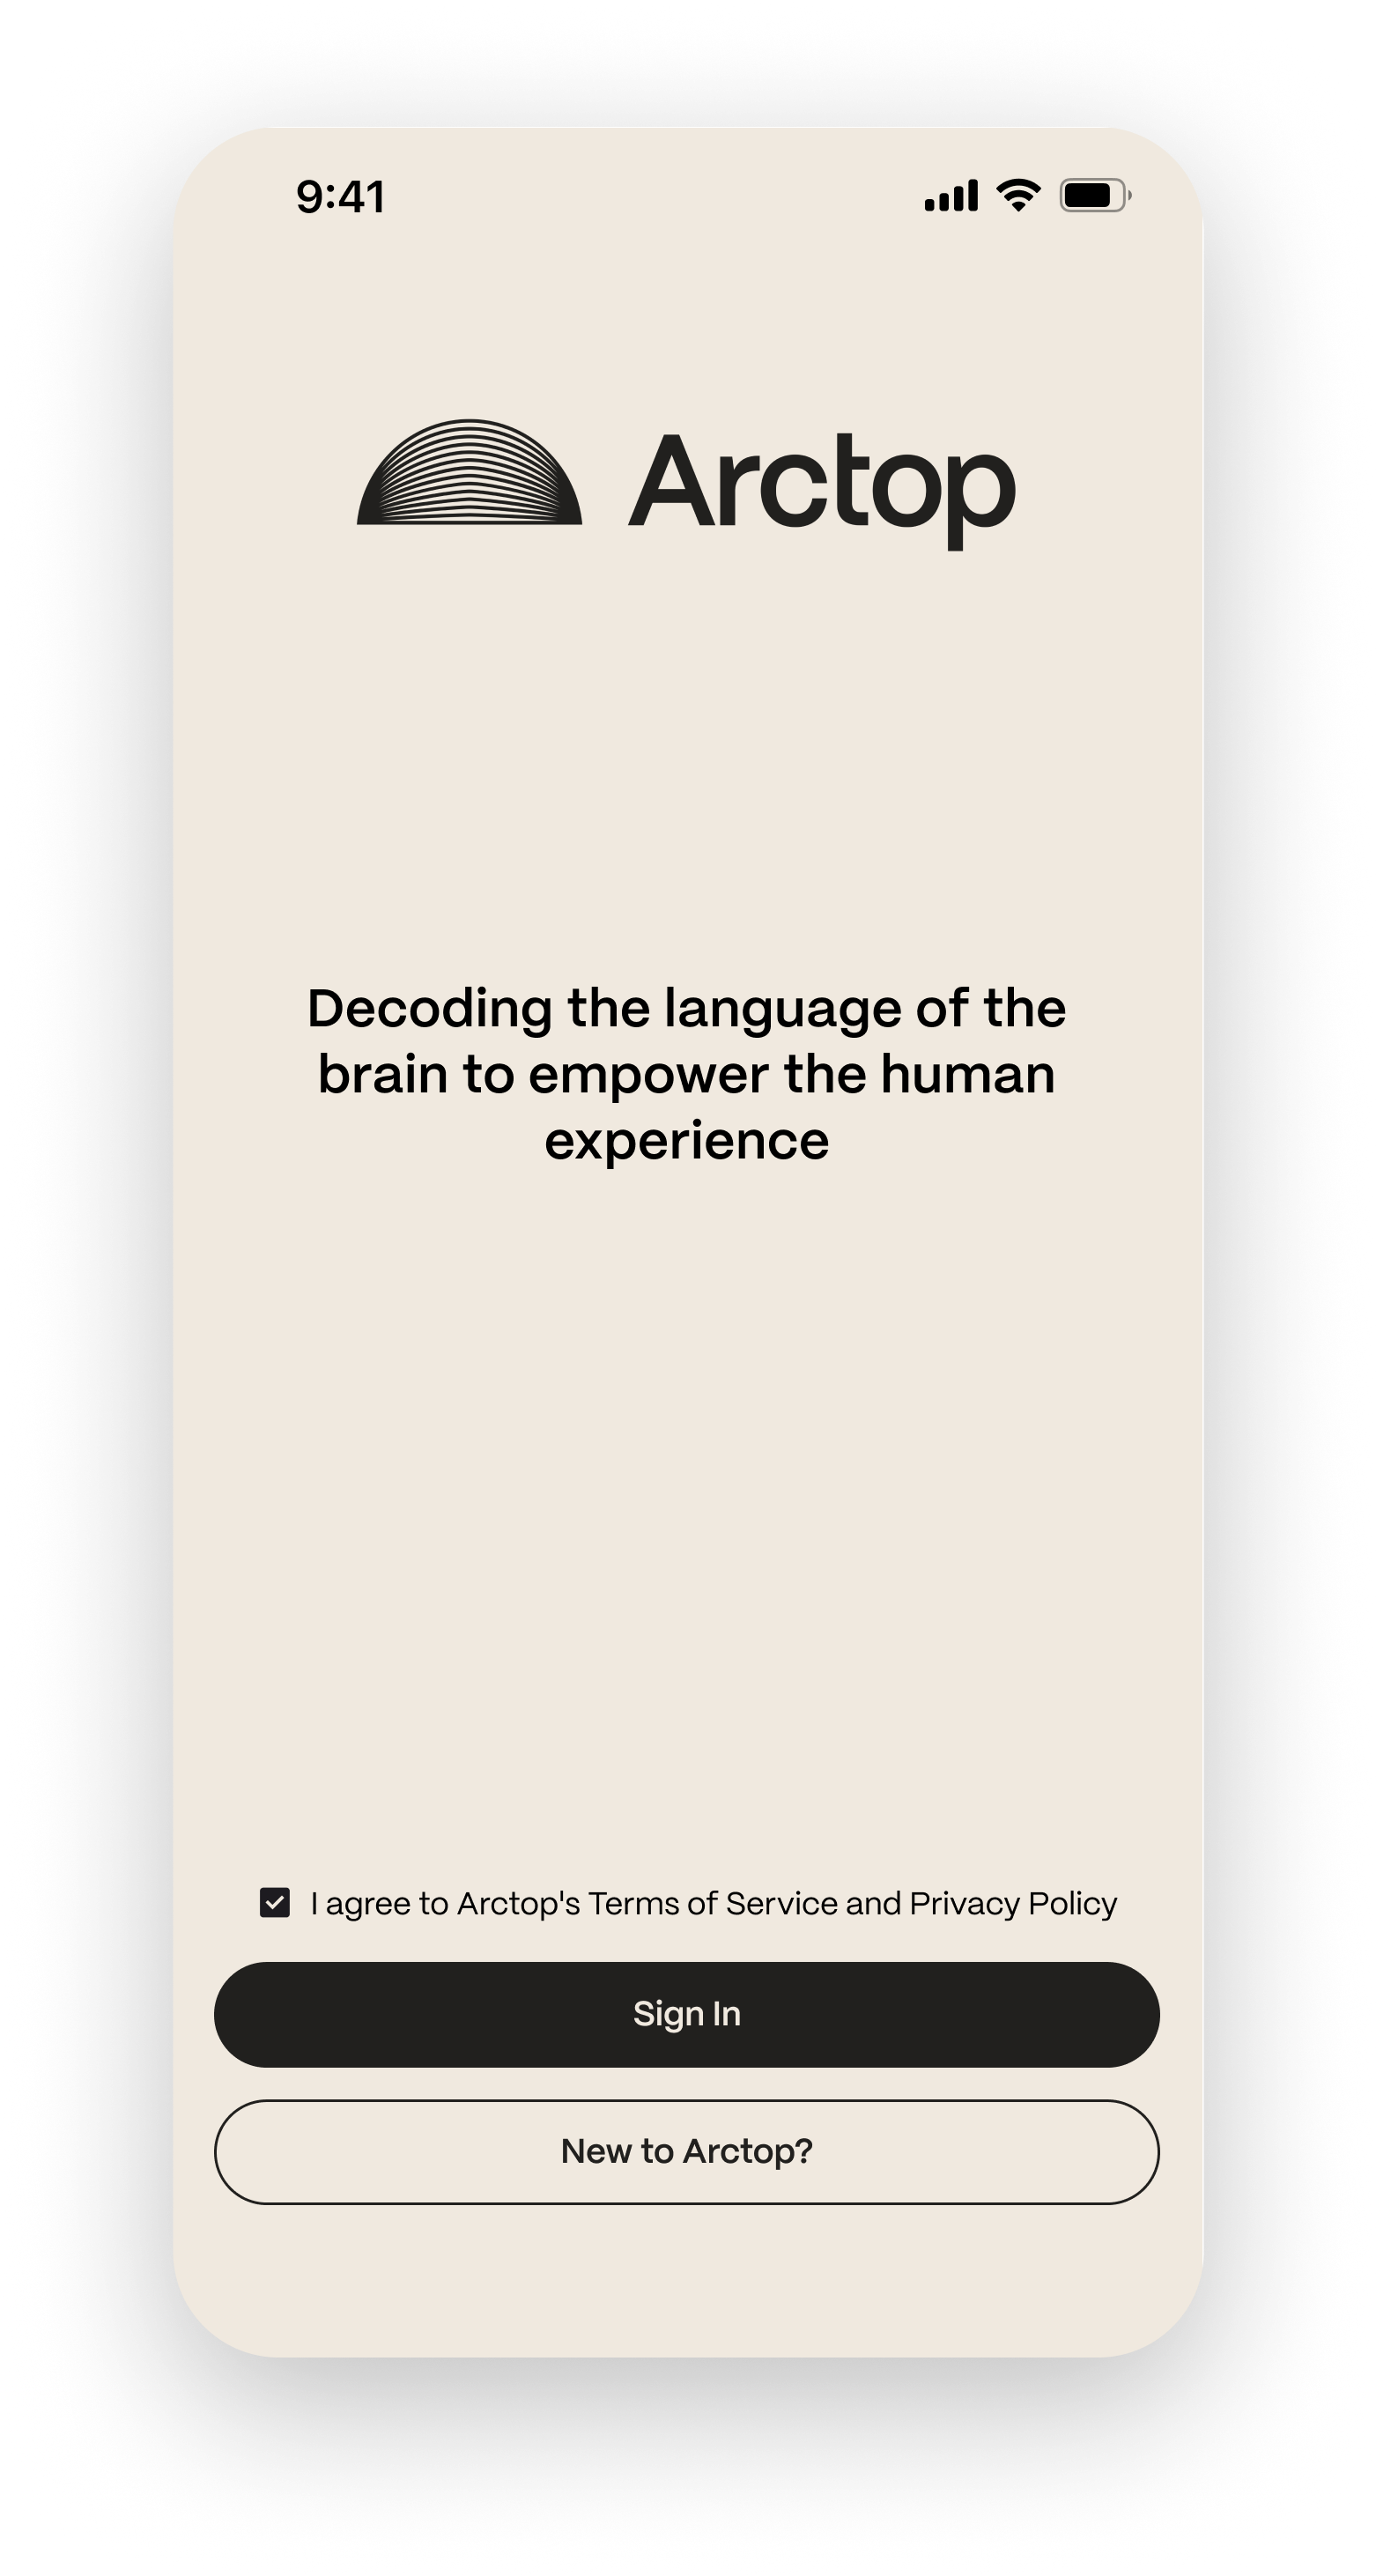 9:41
Arctop
Decoding the language of the
brain to empower the human
experience
I agree to Arctop's Terms of Service and Privacy Policy
Sign In
New to Arctop?